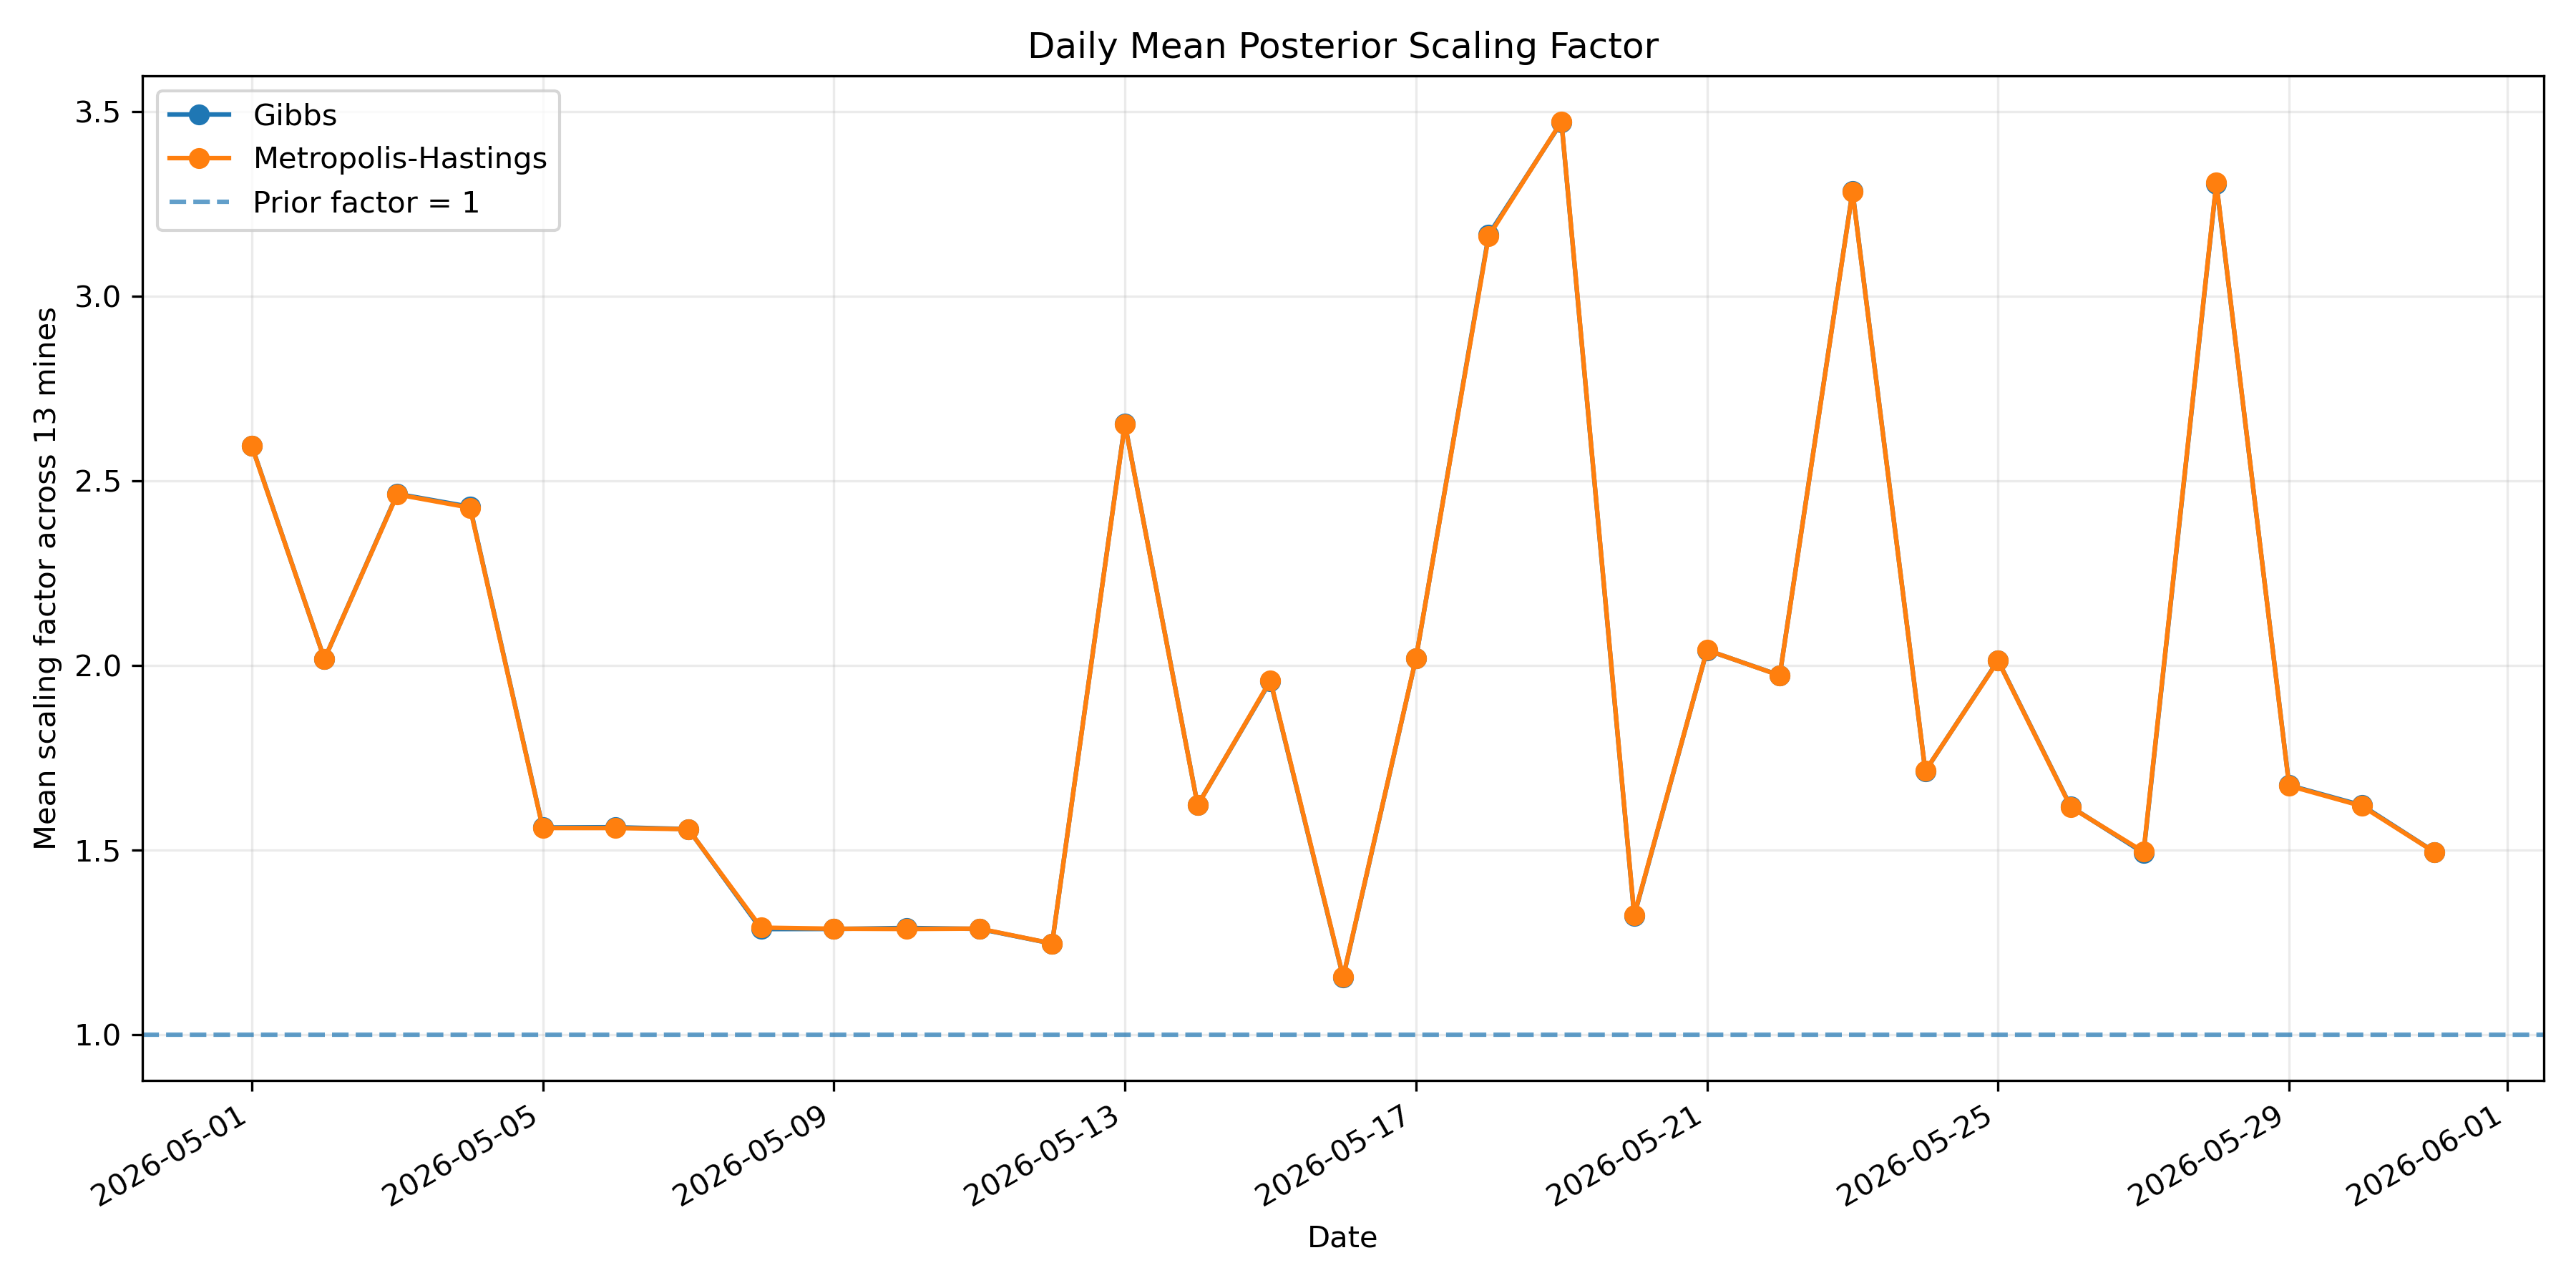 Daily Mean Posterior Scaling Factor
Gibbs
Metropolis-Hastings
Prior factor = 1
Mean scaling factor across 13 mines
3.5
3.0
2.5
2.0
1.5
1.0
2026-05-01
2026-05-05
2026-05-09
2026-05-13
2026-05-17
2026-05-21
2026-05-25
2026-05-29
2026-06-01
Date